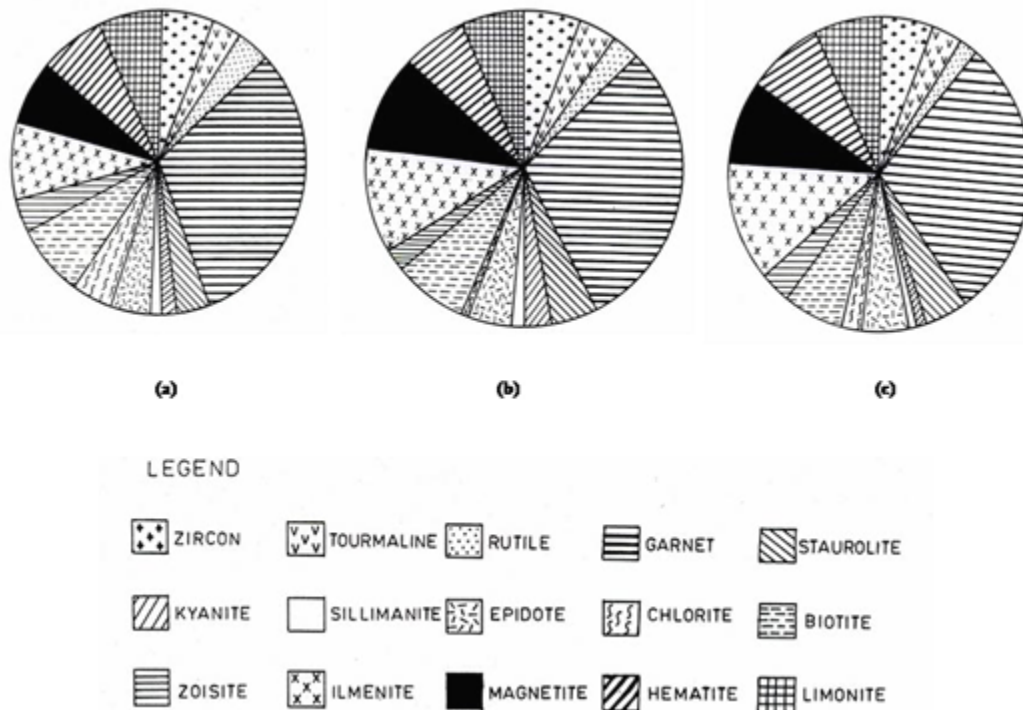 (a) (b) (c)
LEGEND
ZIRCON TOURMALINE RUTILE GARNET STAUROLITE
KYANITE SILLIMANITE EPIDOTE CHLORITE BIOTITE
ZOISITE ILMENITE MAGNETITE HEMATITE LIMONITE